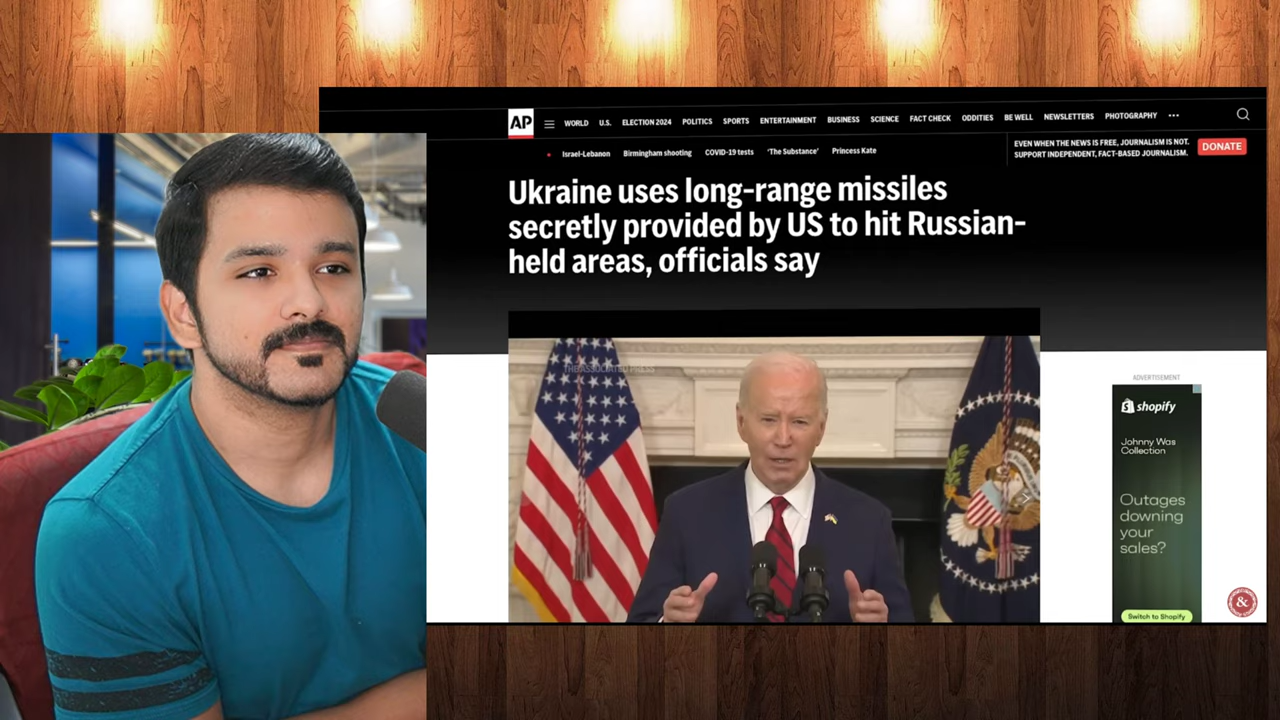 AP
WORLD U.S. ELECTION 2024 POLITICS SPORTS ENTERTAINMENT BUSINESS SCIENCE FACT CHECK ODDITIES BE WELL NEWSLETTERS PHOTOGRAPHY ...
Israel-Lebanon Birmingham shooting COVID-19 tests 'The Substance' Princess Kate
EVEN WHEN THE NEWS IS FREE, JOURNALISM IS NOT.
SUPPORT INDEPENDENT, FACT-BASED JOURNALISM.
DONATE
Ukraine uses long-range missiles
secretly provided by US to hit Russian-
held areas, officials say
THE ASSOCIATED PRESS
ADVERTISEMENT
shopify
Johnny Was
Collection
Outages
downing
your
sales?
Switch to Shopify
&